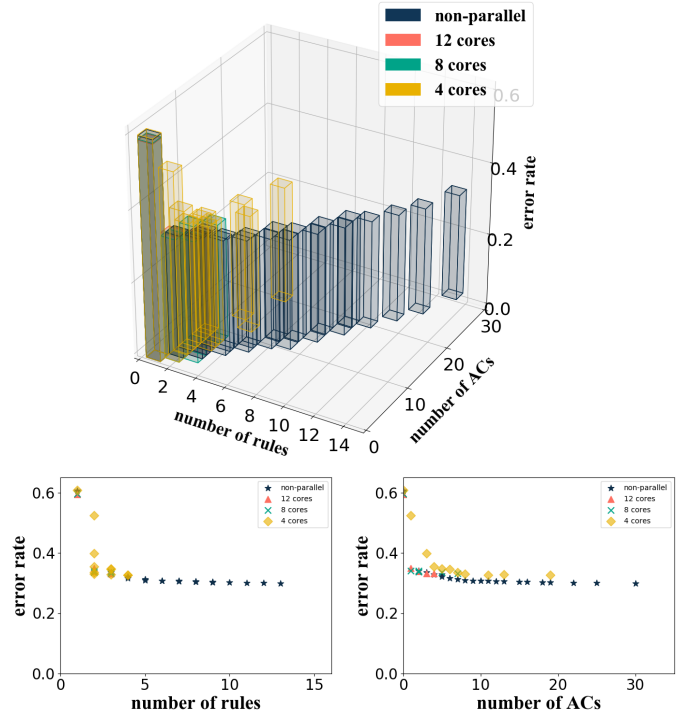 non-parallel
12 cores
8 cores
4 cores
0.6
0.4
0.2
0.0
error rate
30
20
10
0
number of ACs
0 2 4 6 8 10 12 14
number of rules
0.6
0.4
0.2
0.0
error rate
non-parallel
12 cores
8 cores
4 cores
0 5 10 15
number of rules
0.6
0.4
0.2
0.0
error rate
non-parallel
12 cores
8 cores
4 cores
0 10 20 30
number of ACs